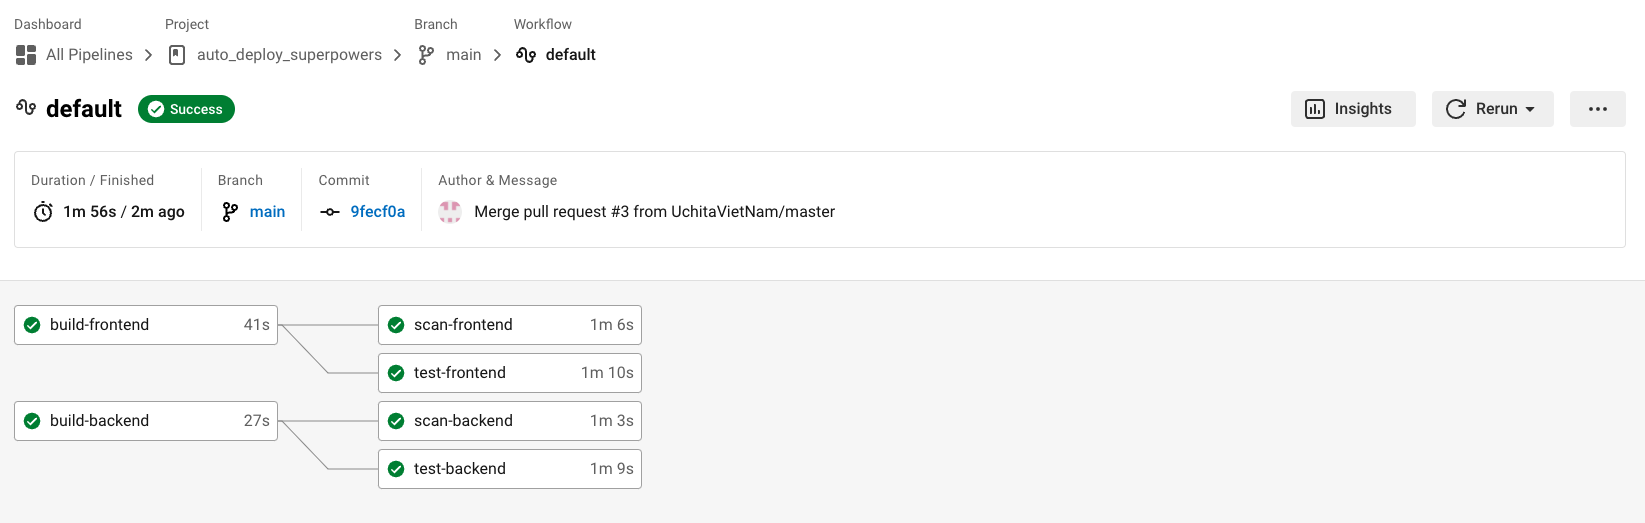 Dashboard Project Branch Workflow
All Pipelines auto_deploy_superpowers main default
default Success Insights Rerun
Duration / Finished Branch Commit Author & Message
1m 56s / 2m ago main 9fecf0a Merge pull request #3 from UchitaVietNam/master
build-frontend 41s scan-frontend 1m 6s
test-frontend 1m 10s
build-backend 27s scan-backend 1m 3s
test-backend 1m 9s